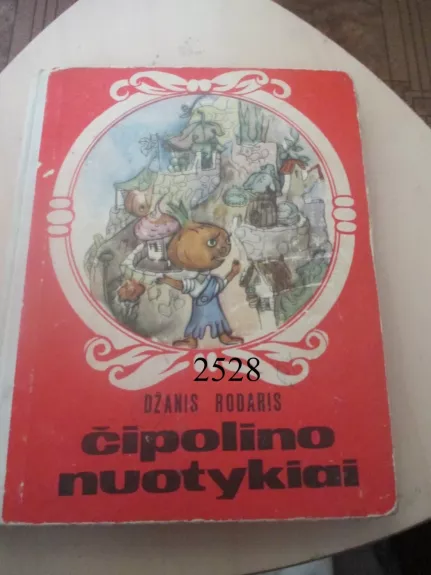 2528
DŽANIS RODARIS
čipolino
nuotykiai